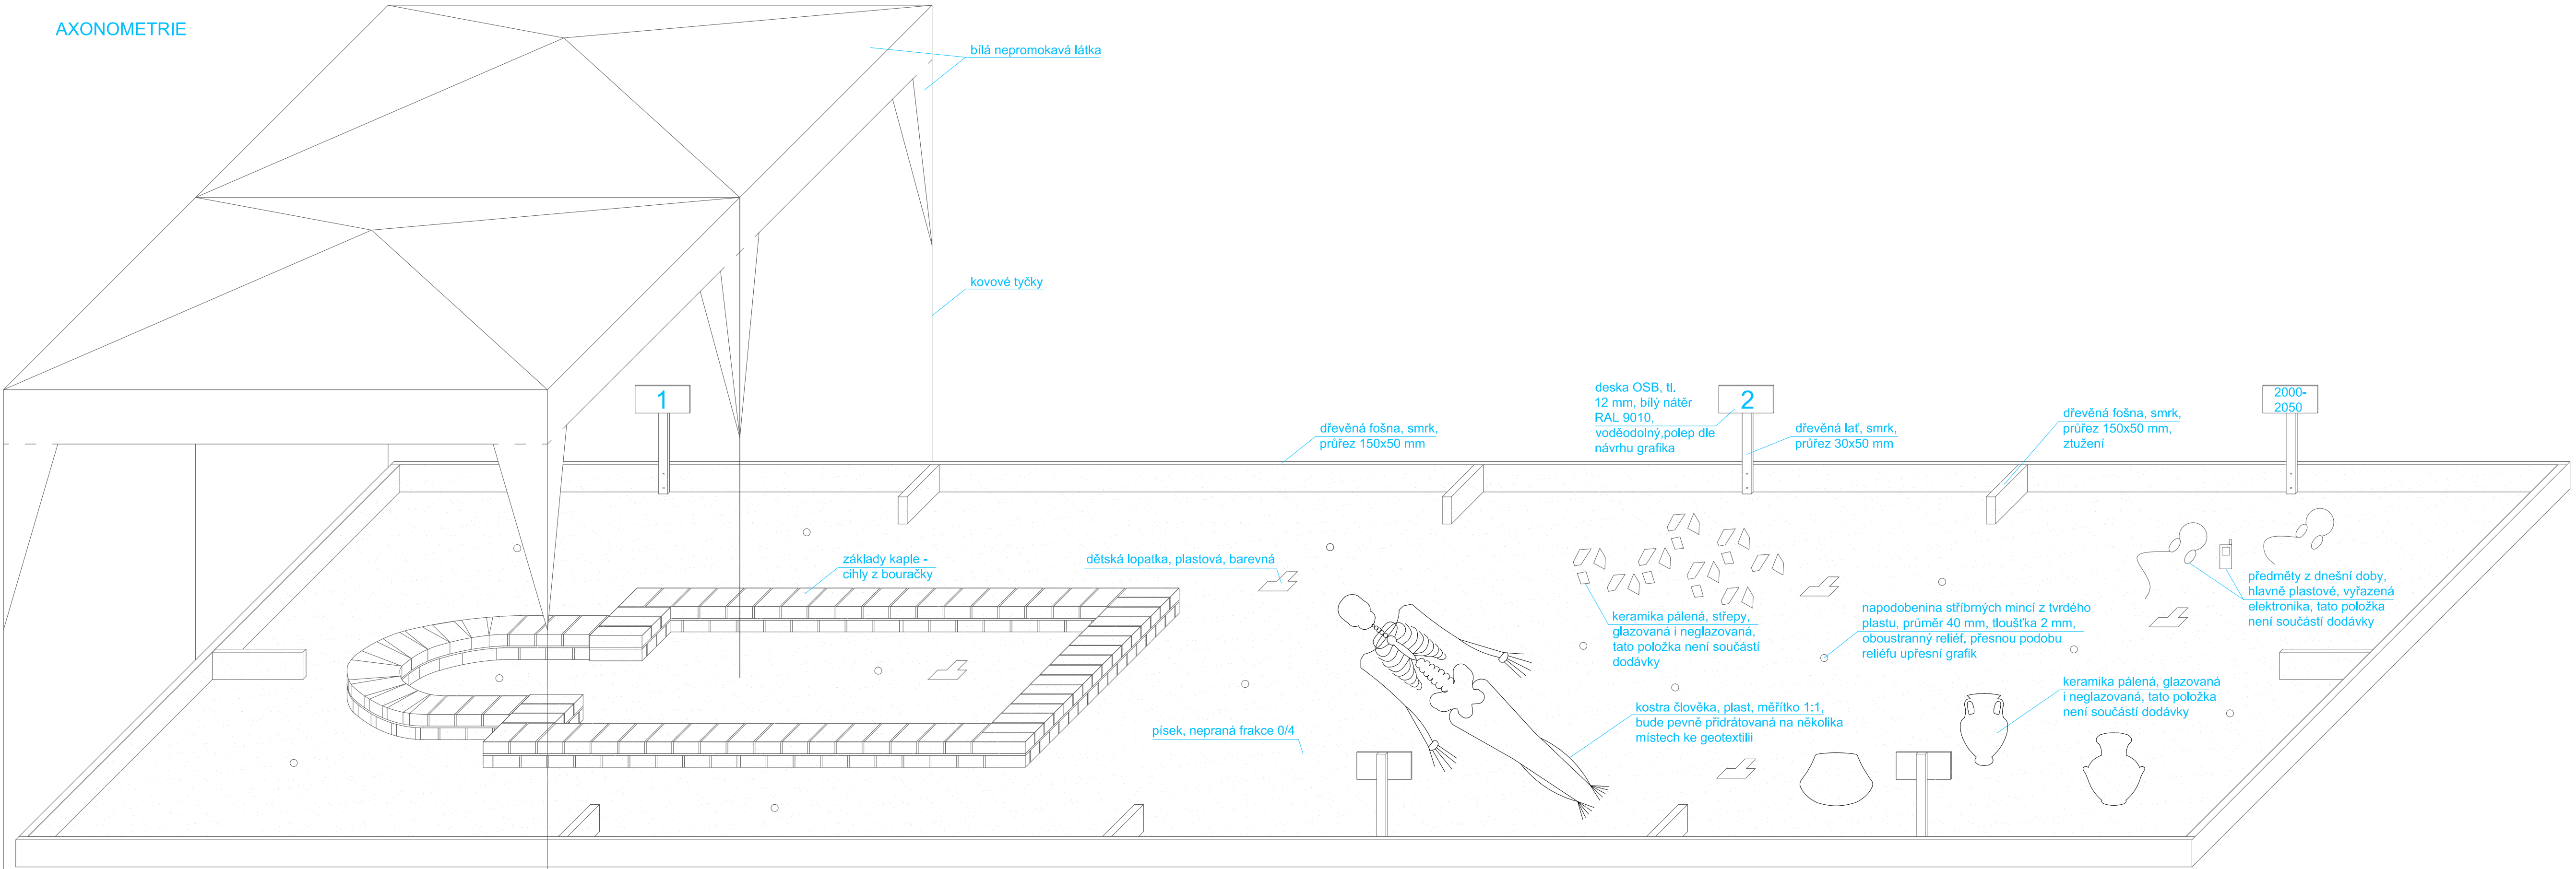 AXONOMETRIE
bílá nepromokavá látka
kovové tyčky
1
dřevěná fošna, smrk,
průřez 150x50 mm
deska OSB, tl.
12 mm, bílý nátěr
RAL 9010,
voděodolný,polep dle
návrhu grafika
2
dřevěná lať, smrk,
průřez 30x50 mm
dřevěná fošna, smrk,
průřez 150x50 mm,
ztužení
2000-
2050
základy kaple -
cihly z bouračky
dětská lopatka, plastová, barevná
keramika pálená, střepy,
glazovaná i neglazovaná,
tato položka není součástí
dodávky
napodobenina stříbrných mincí z tvrdého
plastu, průměr 40 mm, tloušťka 2 mm,
oboustranný reliéf, přesnou podobu
reliéfu upřesní grafik
předměty z dnešní doby,
hlavně plastové, vyřazená
elektronika, tato položka
není součástí dodávky
písek, nepraná frakce 0/4
kostra člověka, plast, měřítko 1:1,
bude pevně přidrátovaná na několika
místech ke geotextilii
keramika pálená, glazovaná
i neglazovaná, tato položka
není součástí dodávky